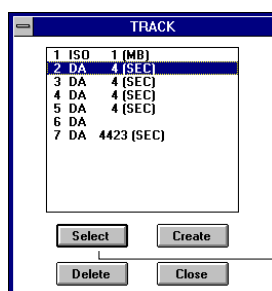 TRACK
1 ISO 1 (MB)
2 DA 4 (SEC)
3 DA 4 (SEC)
4 DA 4 (SEC)
5 DA 4 (SEC)
6 DA
7 DA 4423 (SEC)
Select Create
Delete Close